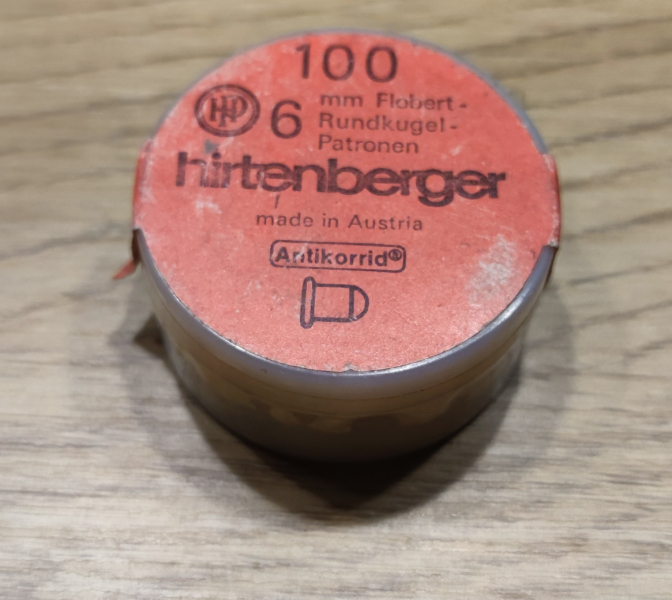 100
HP
6 mm Flobert-
Rundkugel-
Patronen
hirtenberger
made in Austria
Antikorrid®